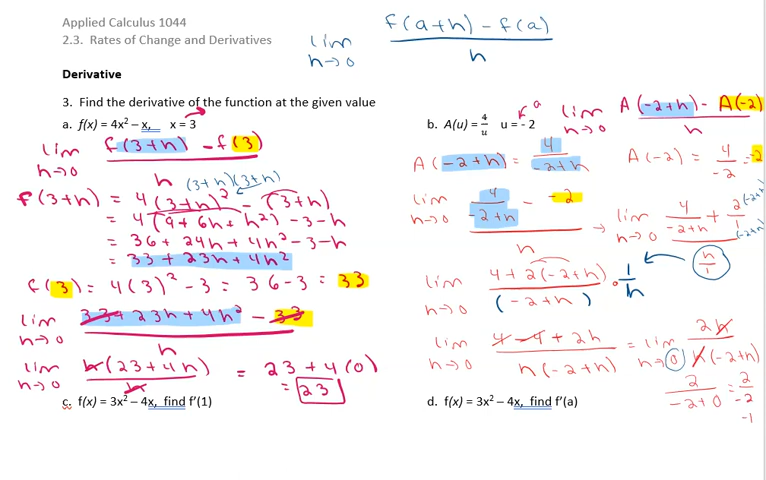 Applied Calculus 1044
2.3. Rates of Change and Derivatives
lim h→0 (f(a+h) - f(a)) / h
Derivative
3. Find the derivative of the function at the given value
a. f(x) = 4x² – x, x = 3
lim h→0 (f(3+h) - f(3)) / h
(3+h)(3+h)
f(3+h) = 4(3+h)² - (3+h)
= 4(9+6h+h²) - 3 - h
= 36 + 24h + 4h² - 3 - h
= 33 + 23h + 4h²
f(3) = 4(3)² - 3 = 36 - 3 = 33
lim h→0 (33 + 23h + 4h² - 33) / h
lim h→0 h(23 + 4h) / h = 23 + 4(0)
= 23
b. A(u) = 4/u u = - 2
a
lim h→0 (A(-2+h) - A(-2)) / h
A(-2+h) = 4/(-2+h)
A(-2) = 4/-2 = -2
lim h→0 (4/(-2+h) - -2) / h
→ lim h→0 4/(-2+h) + 2/1 (-2+h) (-2+h)
h/1
lim h→0 (4 + 2(-2+h)) / (-2+h) · 1/h
lim h→0 (4 - 4 + 2h) / h(-2+h) = lim h→0 2h / h(-2+h)
2/(-2+0) = 2/-2
-1
c. f(x) = 3x² – 4x, find f'(1)
d. f(x) = 3x² – 4x, find f'(a)